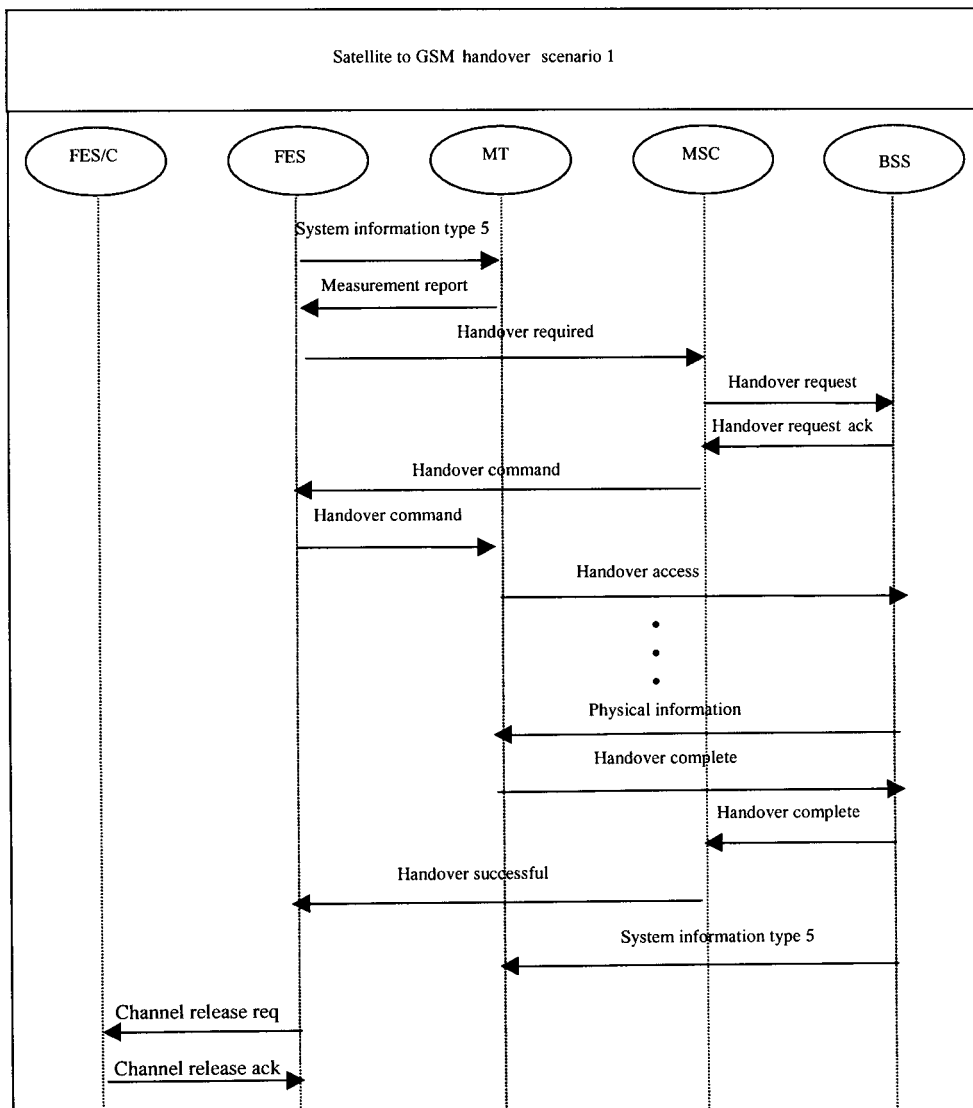 Satellite to GSM handover scenario 1
FES/C
FES
MT
MSC
BSS
System information type 5
Measurement report
Handover required
Handover request
Handover request ack
Handover command
Handover command
Handover access
Physical information
Handover complete
Handover complete
Handover successful
System information type 5
Channel release req
Channel release ack